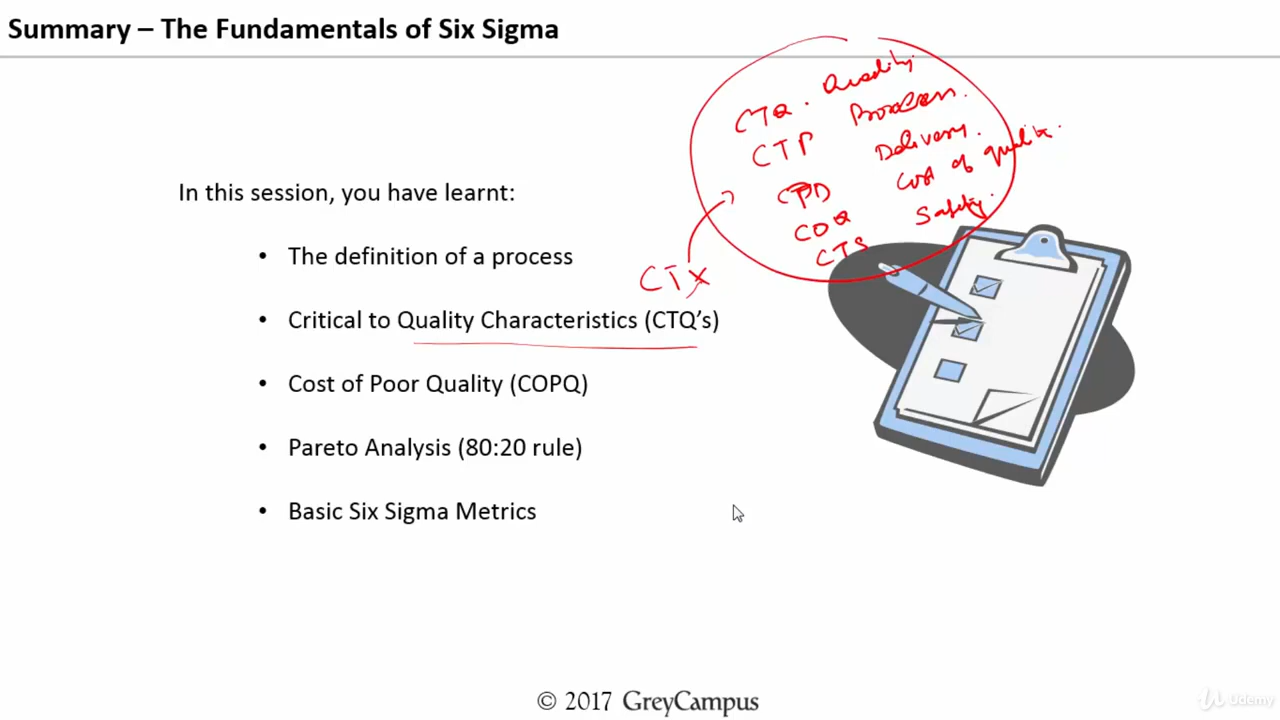 Summary – The Fundamentals of Six Sigma
CTQ. Quality.
CTP
Delivery.
COQ Cost of quality.
CTS Safety.
CTX
In this session, you have learnt:
• The definition of a process
• Critical to Quality Characteristics (CTQ's)
• Cost of Poor Quality (COPQ)
• Pareto Analysis (80:20 rule)
• Basic Six Sigma Metrics
© 2017 GreyCampus
Udemy